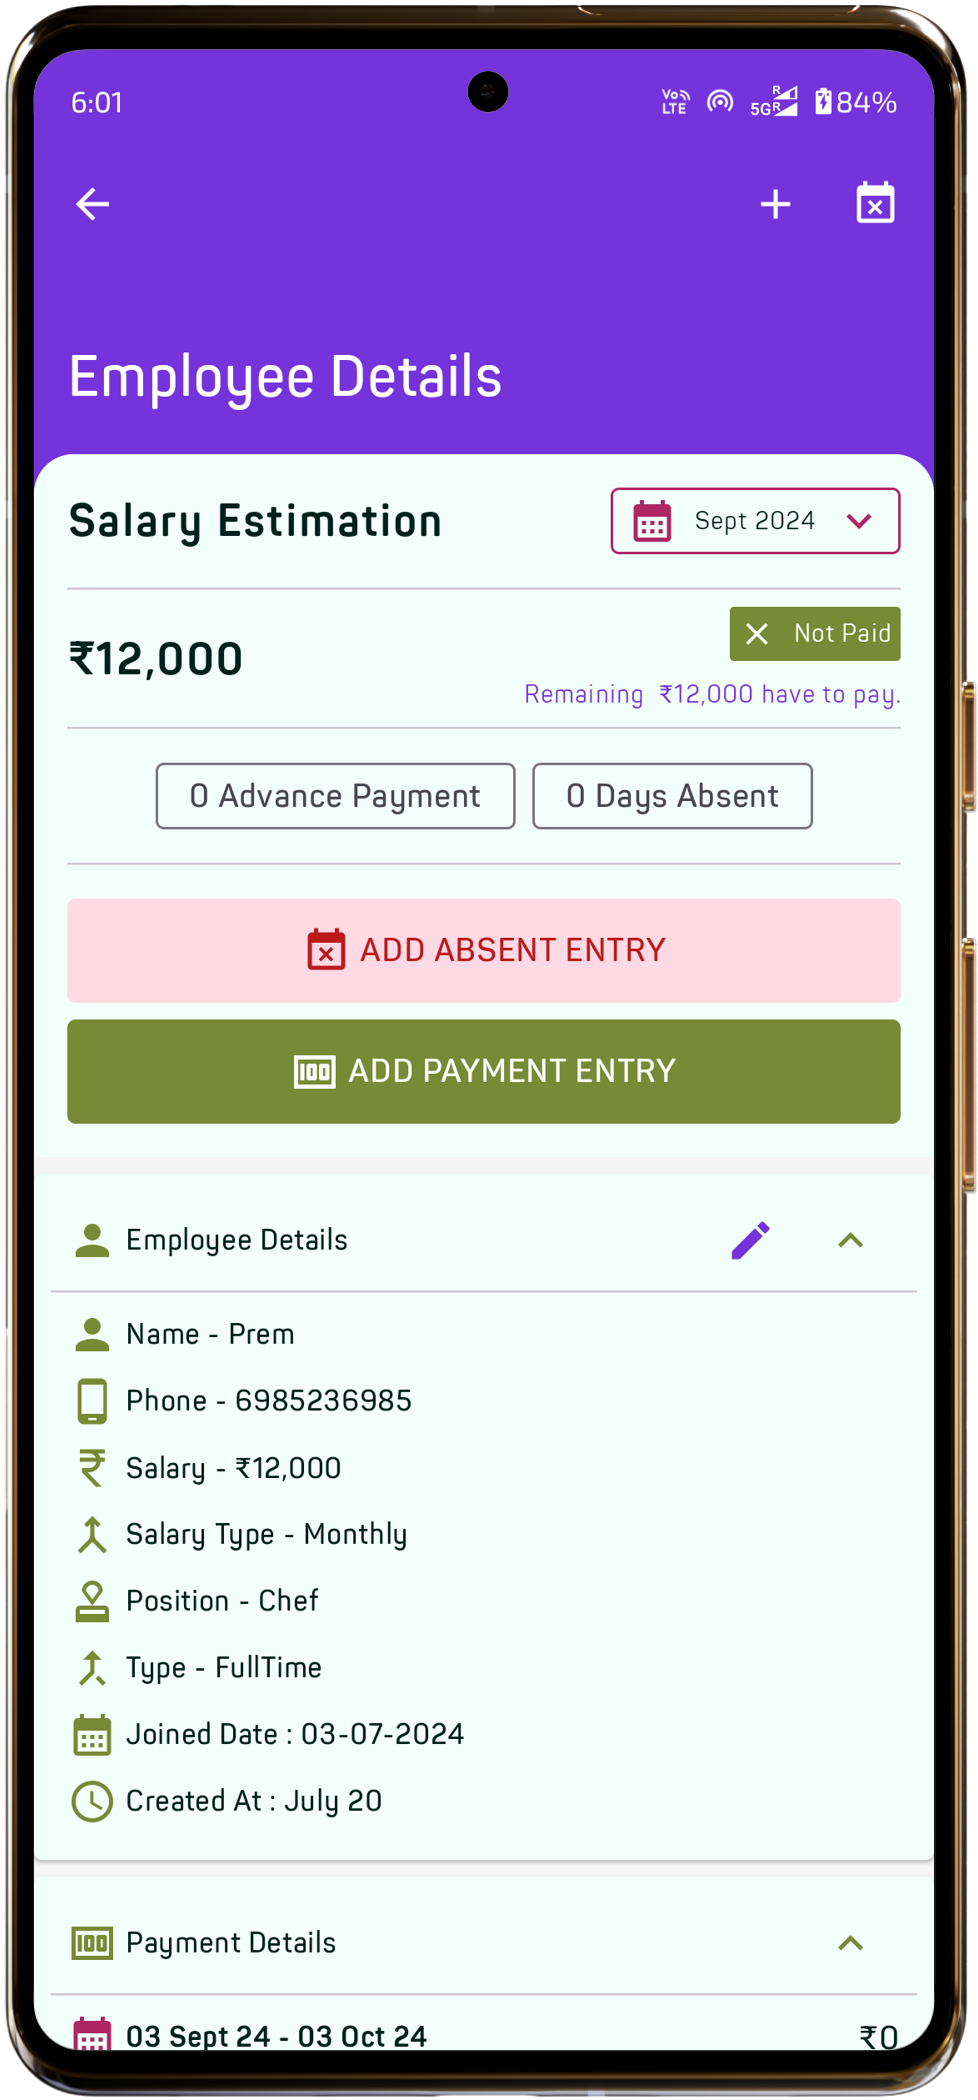 6:01
Vo LTE 5G R R 84%
Employee Details
Salary Estimation
Sept 2024
₹12,000
Not Paid
Remaining ₹12,000 have to pay.
0 Advance Payment
0 Days Absent
ADD ABSENT ENTRY
100 ADD PAYMENT ENTRY
Employee Details
Name - Prem
Phone - 6985236985
₹ Salary - ₹12,000
Salary Type - Monthly
Position - Chef
Type - FullTime
Joined Date : 03-07-2024
Created At : July 20
100 Payment Details
03 Sept 24 - 03 Oct 24
₹0